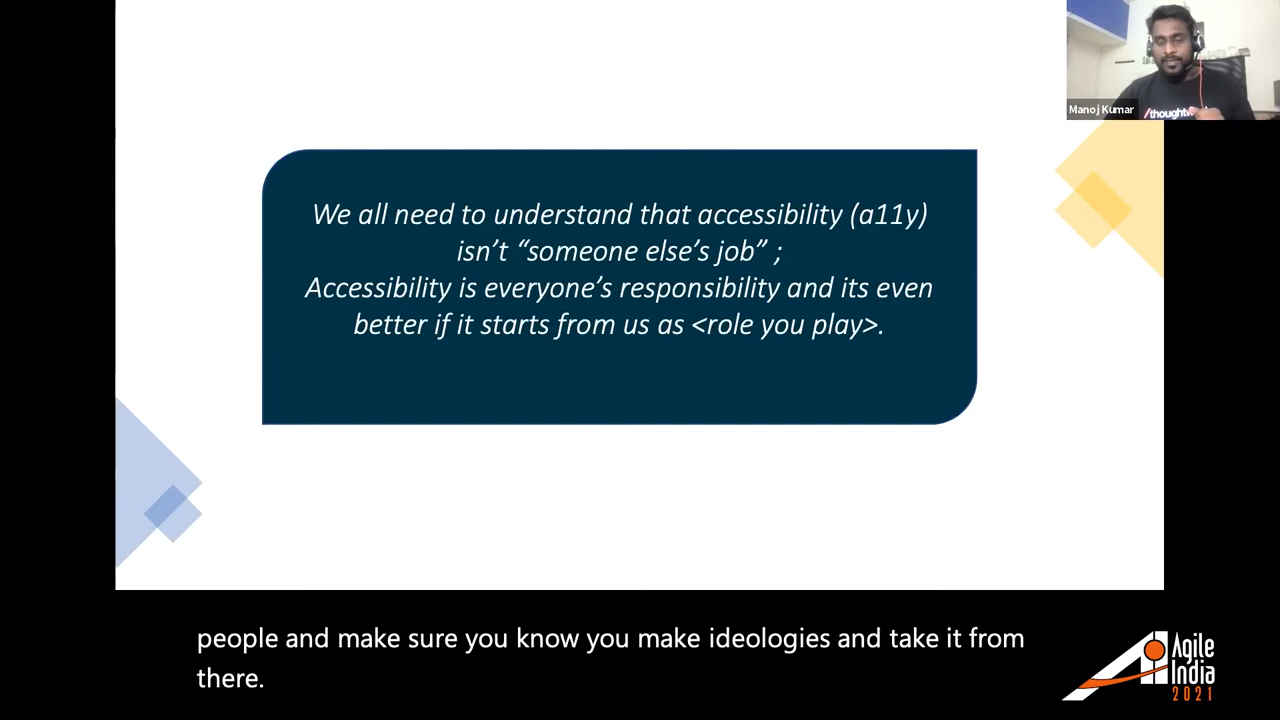 Manoj Kumar
We all need to understand that accessibility (a11y)
isn’t “someone else’s job” ;
Accessibility is everyone’s responsibility and its even
better if it starts from us as <role you play>.
people and make sure you know you make ideologies and take it from
there.
Agile
India
2021